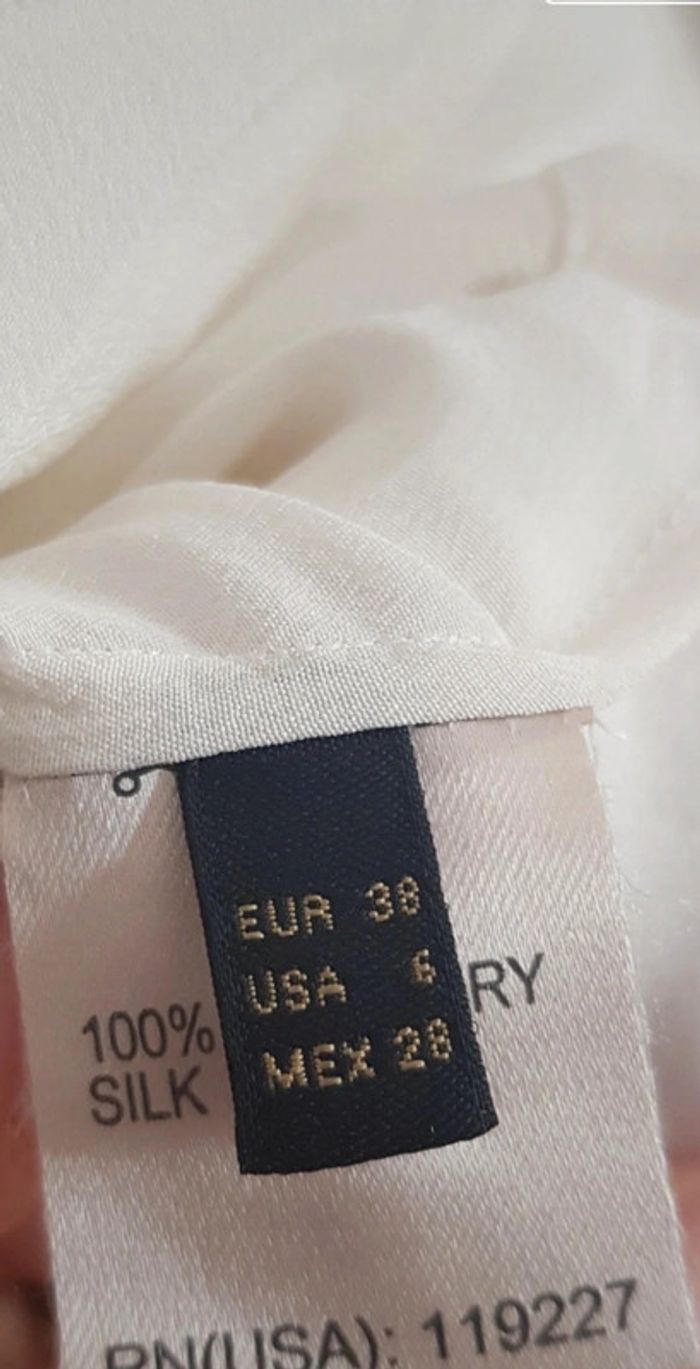 EUR 38
USA 6
MEX 28
100%
SILK
RY
RN(USA): 119227